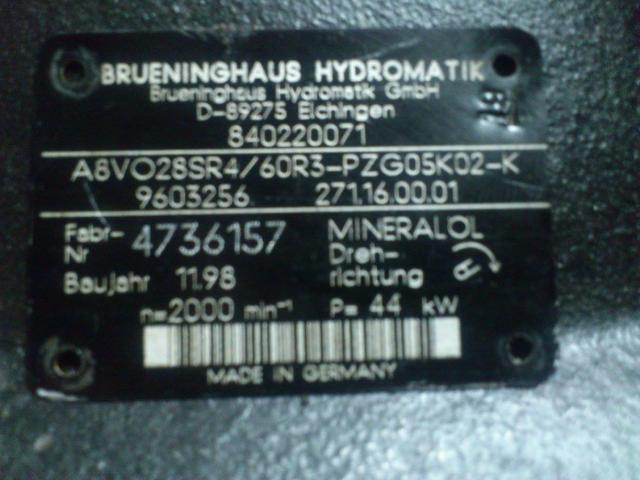 BRUENINGHAUS HYDROMATIK
Brueninghaus Hydromatik GmbH
D-89275 Elchingen
840220071
A8VO28SR4/60R3-PZG05K02-K
9603256 271.16.00.01
Fabr-Nr 4736157 MINERALÖL
Baujahr 11.98 Dreh-richtung
n=2000 min⁻¹ P= 44 kW
MADE IN GERMANY